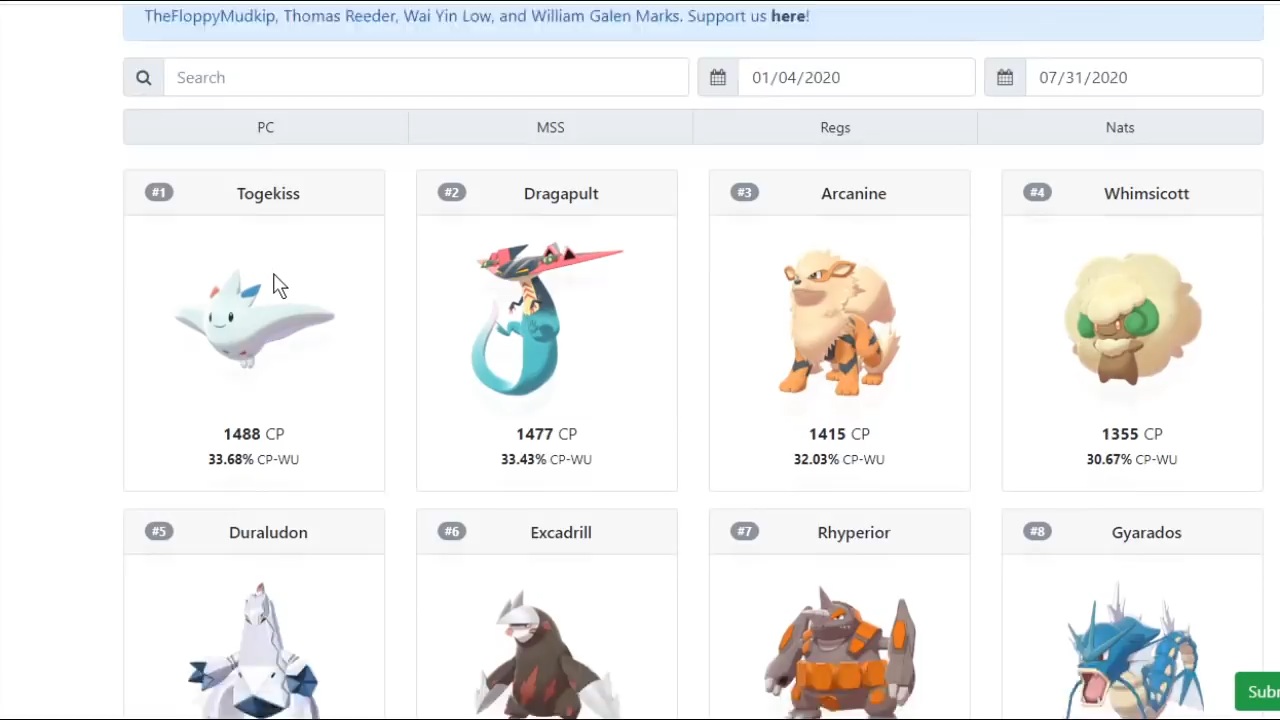 TheFloppyMudkip, Thomas Reeder, Wai Yin Low, and William Galen Marks. Support us here!
Search
01/04/2020
07/31/2020
PC
MSS
Regs
Nats
#1 Togekiss
#2 Dragapult
#3 Arcanine
#4 Whimsicott
1488 CP
33.68% CP-WU
1477 CP
33.43% CP-WU
1415 CP
32.03% CP-WU
1355 CP
30.67% CP-WU
#5 Duraludon
#6 Excadrill
#7 Rhyperior
#8 Gyarados